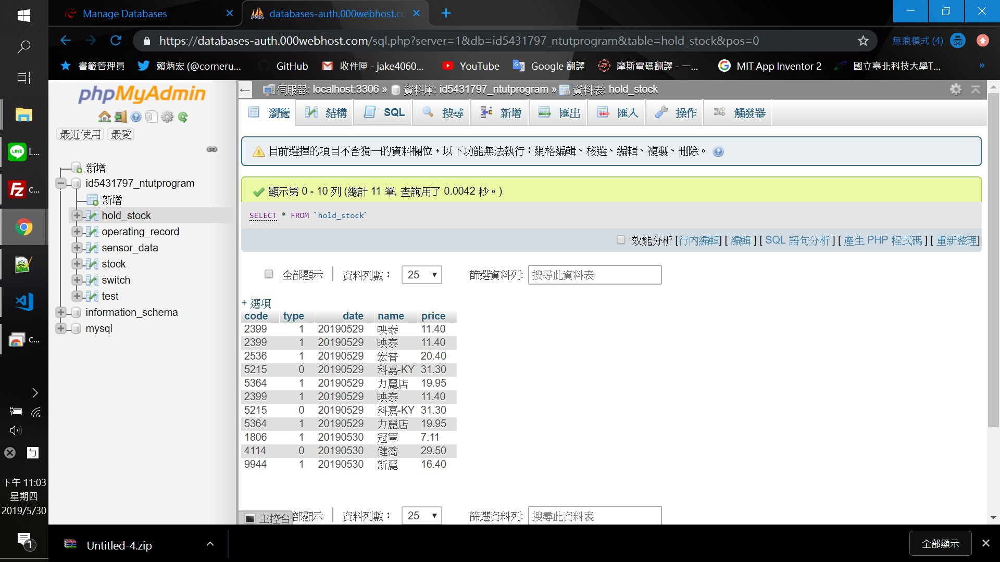 Manage Databases
databases-auth.000webhost.co
https://databases-auth.000webhost.com/sql.php?server=1&db=id5431797_ntutprogram&table=hold_stock&pos=0
無痕模式 (4)
書籤管理員 賴炳宏 (@corneru... GitHub 收件匣 - jake4060... YouTube Google 翻譯 摩斯電碼翻譯 - 一... MIT App Inventor 2 國立臺北科技大學T... »
phpMyAdmin
最近使用 最愛
新增
id5431797_ntutprogram
新增
hold_stock
operating_record
sensor_data
stock
switch
test
information_schema
mysql
伺服器: localhost:3306 » 資料庫: id5431797_ntutprogram » 資料表: hold_stock
瀏覽 結構 SQL 搜尋 新增 匯出 匯入 操作 觸發器
目前選擇的項目不含獨一的資料欄位，以下功能無法執行：網格編輯、核選、編輯、複製、刪除。
顯示第 0 - 10 列 (總計 11 筆, 查詢用了 0.0042 秒。)
SELECT * FROM `hold_stock`
效能分析 [行內編輯] [ 編輯 ] [ SQL 語句分析 ] [ 產生 PHP 程式碼 ] [ 重新整理]
全部顯示 | 資料列數： 25 篩選資料列: 搜尋此資料表
+ 選項
code type date name price
2399 1 20190529 映泰 11.40
2399 1 20190529 映泰 11.40
2536 1 20190529 宏普 20.40
5215 0 20190529 科嘉-KY 31.30
5364 1 20190529 力麗店 19.95
2399 1 20190529 映泰 11.40
5215 0 20190529 科嘉-KY 31.30
5364 1 20190529 力麗店 19.95
1806 1 20190530 冠軍 7.11
4114 0 20190530 健喬 29.50
9944 1 20190530 新麗 16.40
主控台 部顯示 | 資料列數： 25 篩選資料列: 搜尋此資料表
LINE L...
FZ c...
c...
ㄅ
下午 11:03
星期四
2019/5/30
1
Untitled-4.zip
全部顯示